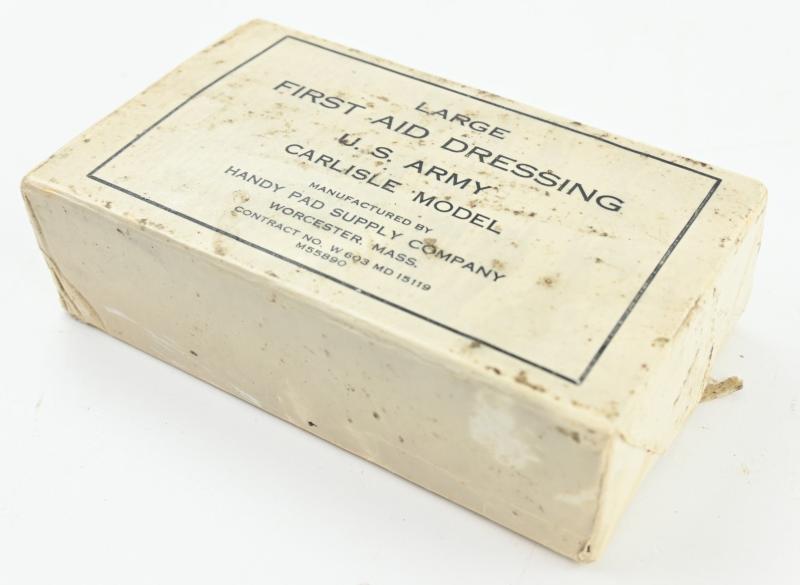 LARGE
FIRST AID DRESSING
U. S. ARMY
CARLISLE MODEL
MANUFACTURED BY
HANDY PAD SUPPLY COMPANY
WORCESTER, MASS.
CONTRACT NO. W 603 MD 15119
M55890